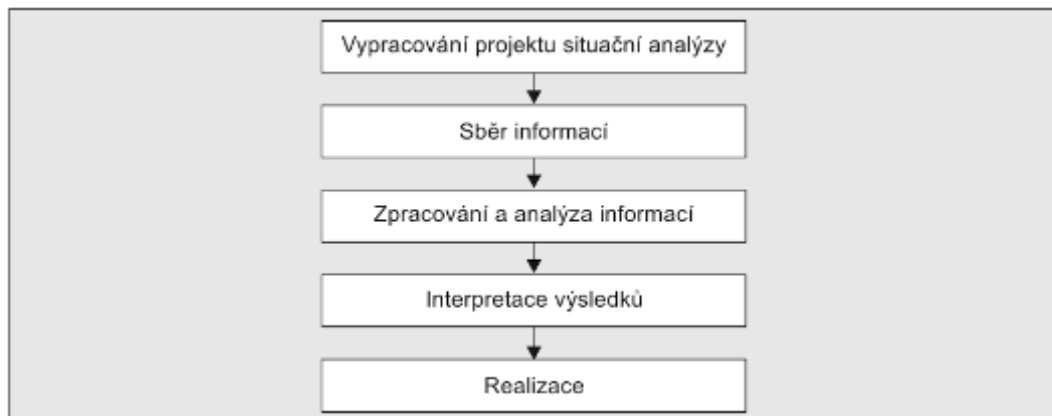 Vypracování projektu situační analýzy
Sběr informací
Zpracování a analýza informací
Interpretace výsledků
Realizace